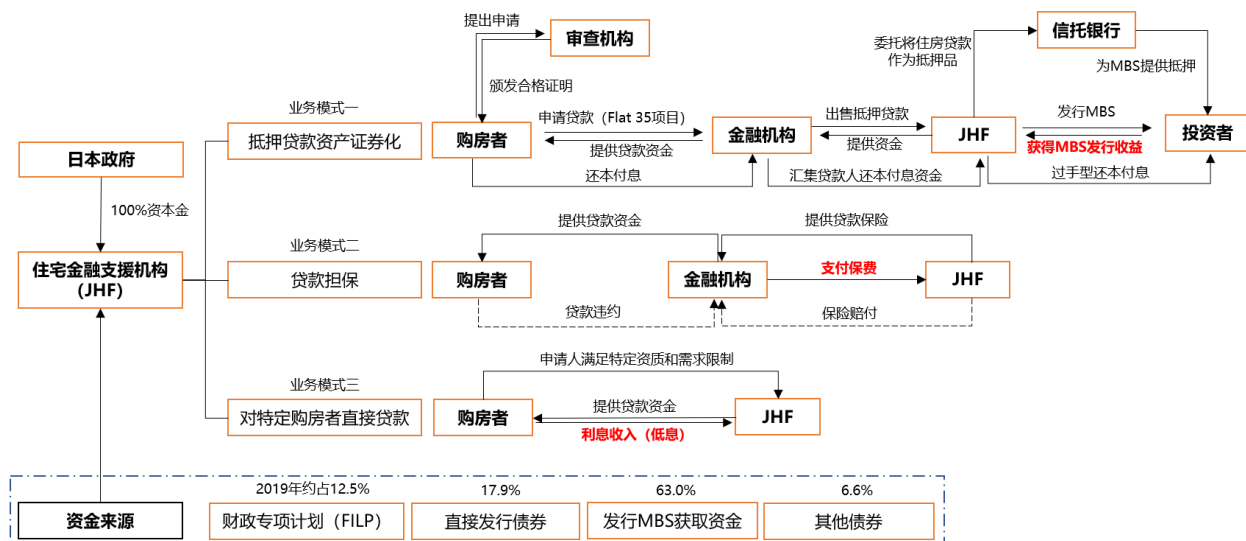 提出申请
审查机构
颁发合格证明
委托将住房贷款
作为抵押品
信托银行
为MBS提供抵押
业务模式一
抵押贷款资产证券化
购房者
申请贷款（Flat 35项目）
提供贷款资金
还本付息
金融机构
出售抵押贷款
提供资金
汇集贷款人还本付息资金
JHF
发行MBS
获得MBS发行收益
过手型还本付息
投资者
日本政府
100%资本金
住宅金融支援机构
（JHF）
业务模式二
贷款担保
购房者
提供贷款资金
贷款违约
金融机构
提供贷款保险
支付保费
保险赔付
JHF
业务模式三
对特定购房者直接贷款
申请人满足特定资质和需求限制
购房者
提供贷款资金
利息收入（低息）
JHF
资金来源
2019年约占12.5%
财政专项计划（FILP）
17.9%
直接发行债券
63.0%
发行MBS获取资金
6.6%
其他债券